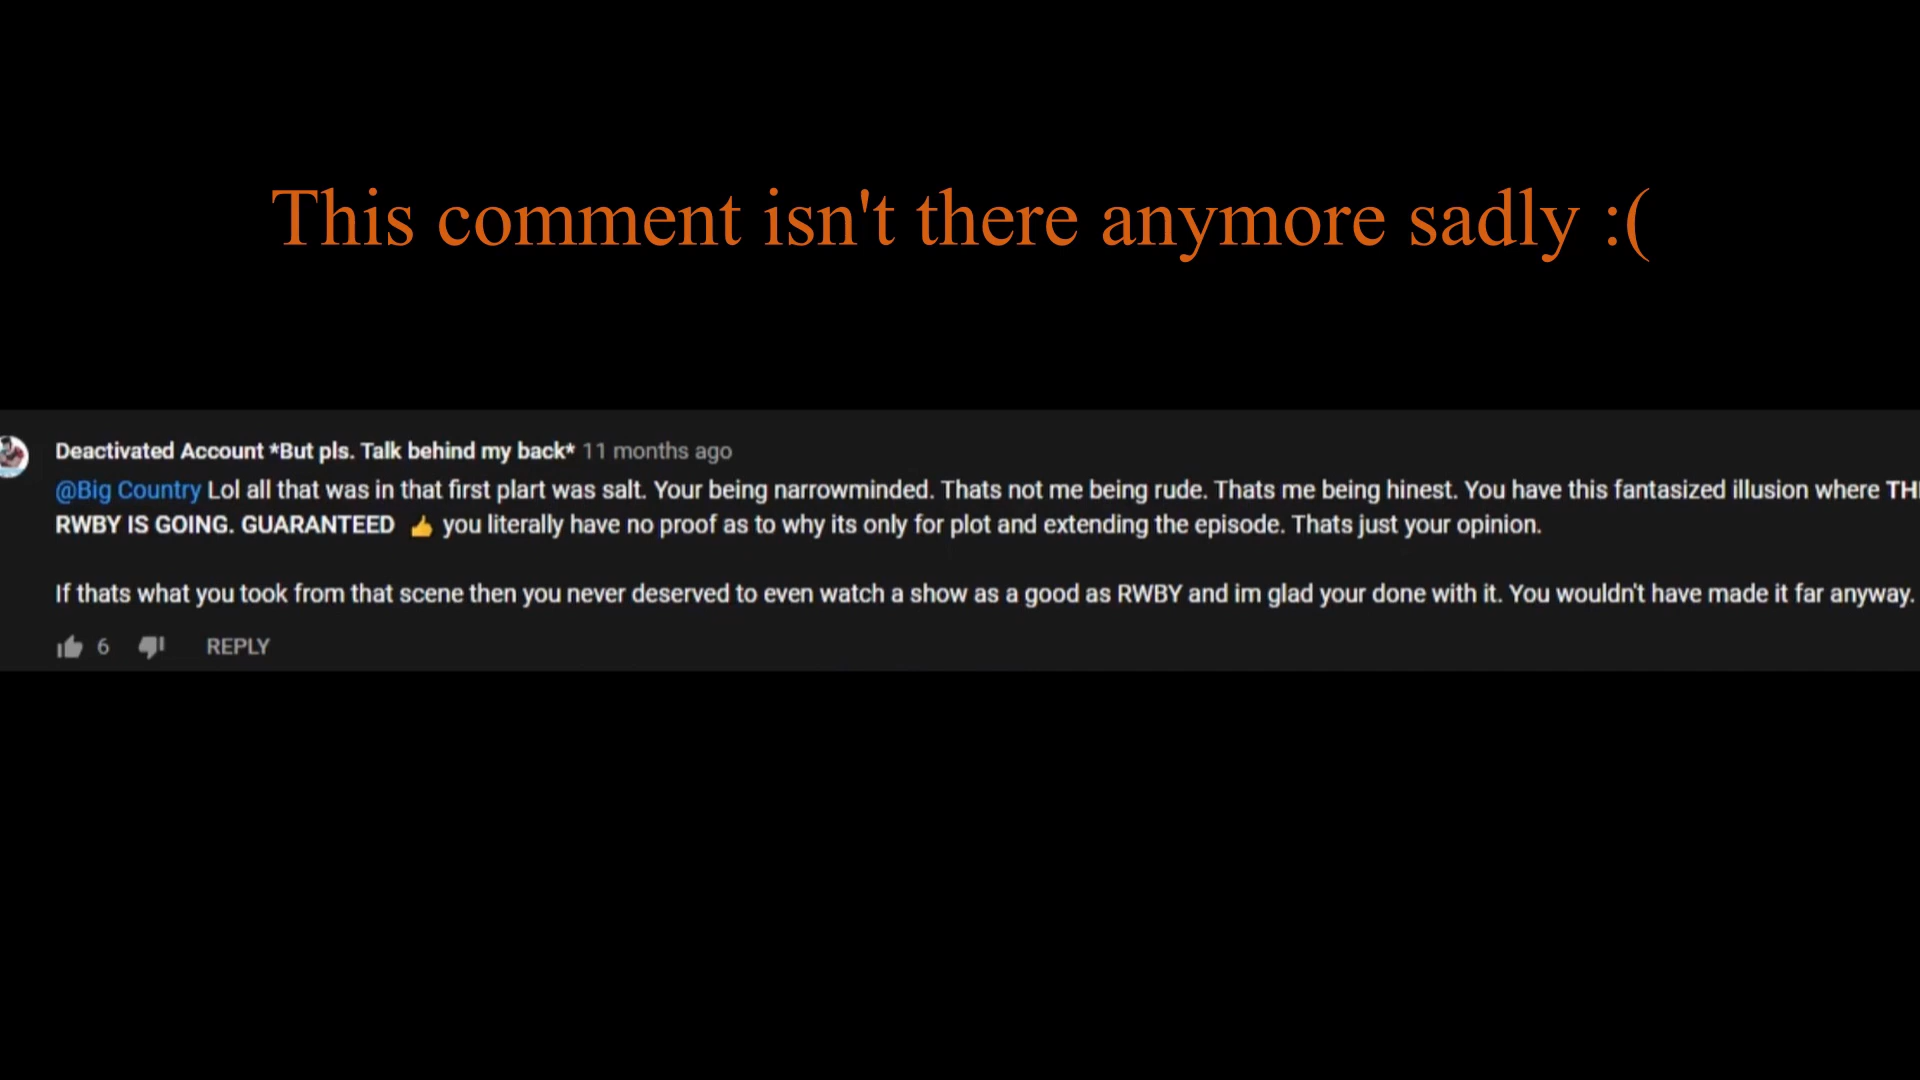 This comment isn't there anymore sadly :(
Deactivated Account *But pls. Talk behind my back* 11 months ago
@Big Country Lol all that was in that first plart was salt. Your being narrowminded. Thats not me being rude. Thats me being hinest. You have this fantasized illusion where
RWBY IS GOING. GUARANTEED 👍 you literally have no proof as to why its only for plot and extending the episode. Thats just your opinion.
If thats what you took from that scene then you never deserved to even watch a show as a good as RWBY and im glad your done with it. You wouldn't have made it far anyway.
6 REPLY